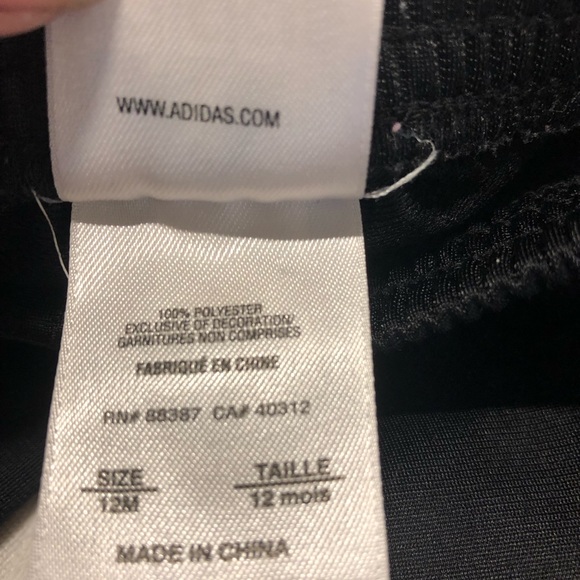 WWW.ADIDAS.COM
100% POLYESTER
EXCLUSIVE OF DECORATION/
GARNITURES NON COMPRISES
FABRIQUÉ EN CHINE
RN# 88387 CA# 40312
SIZE TAILLE
12M 12 mois
MADE IN CHINA